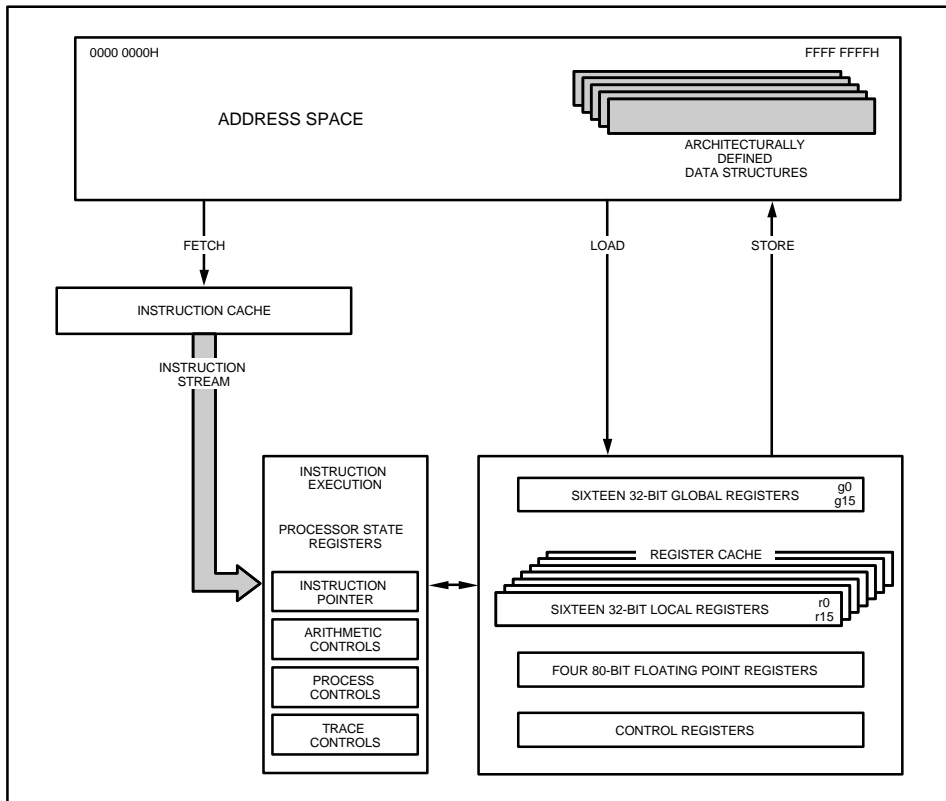 0000 0000H
FFFF FFFFH
ADDRESS SPACE
ARCHITECTURALLY
DEFINED
DATA STRUCTURES
FETCH
LOAD
STORE
INSTRUCTION CACHE
INSTRUCTION
STREAM
INSTRUCTION
EXECUTION
PROCESSOR STATE
REGISTERS
INSTRUCTION
POINTER
ARITHMETIC
CONTROLS
PROCESS
CONTROLS
TRACE
CONTROLS
SIXTEEN 32-BIT GLOBAL REGISTERS
g0
g15
REGISTER CACHE
SIXTEEN 32-BIT LOCAL REGISTERS
r0
r15
FOUR 80-BIT FLOATING POINT REGISTERS
CONTROL REGISTERS